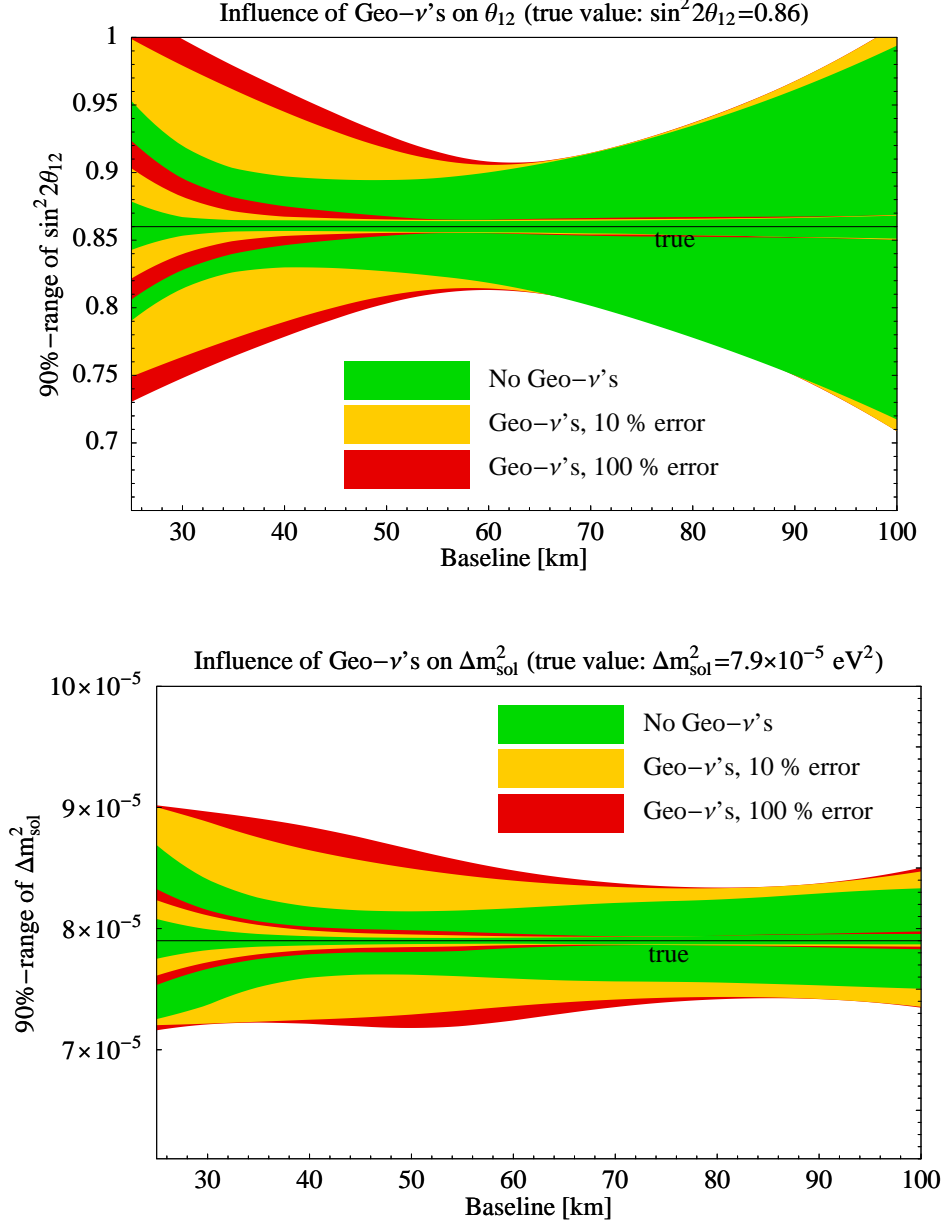 Influence of Geo−ν's on θ₁₂ (true value: sin²2θ₁₂=0.86)
1
0.95
0.9
0.85
0.8
0.75
0.7
90%−range of sin²2θ₁₂
true
No Geo−ν's
Geo−ν's, 10 % error
Geo−ν's, 100 % error
30 40 50 60 70 80 90 100
Baseline [km]
Influence of Geo−ν's on Δm²sol (true value: Δm²sol=7.9×10⁻⁵ eV²)
10×10⁻⁵
9×10⁻⁵
8×10⁻⁵
7×10⁻⁵
90%−range of Δm²sol
No Geo−ν's
Geo−ν's, 10 % error
Geo−ν's, 100 % error
true
30 40 50 60 70 80 90 100
Baseline [km]